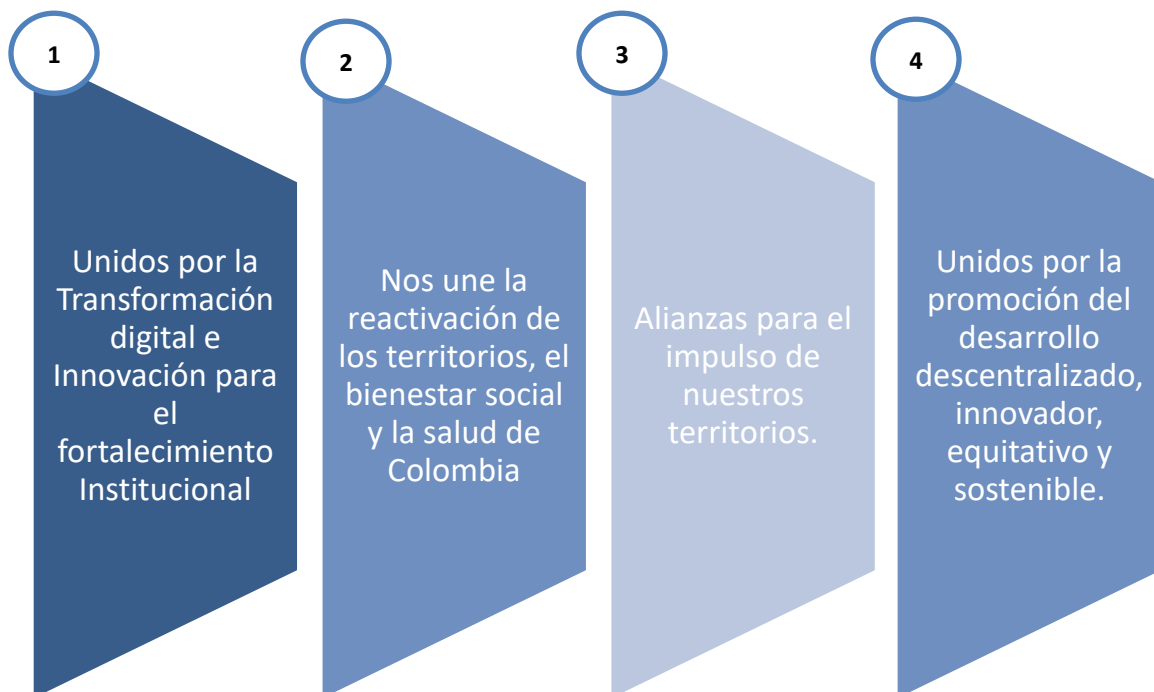 1
Unidos por la
Transformación
digital e
Innovación para
el
fortalecimiento
Institucional
2
Nos une la
reactivación de
los territorios, el
bienestar social
y la salud de
Colombia
3
Alianzas para el
impulso de
nuestros
territorios.
4
Unidos por la
promoción del
desarrollo
descentralizado,
innovador,
equitativo y
sostenible.